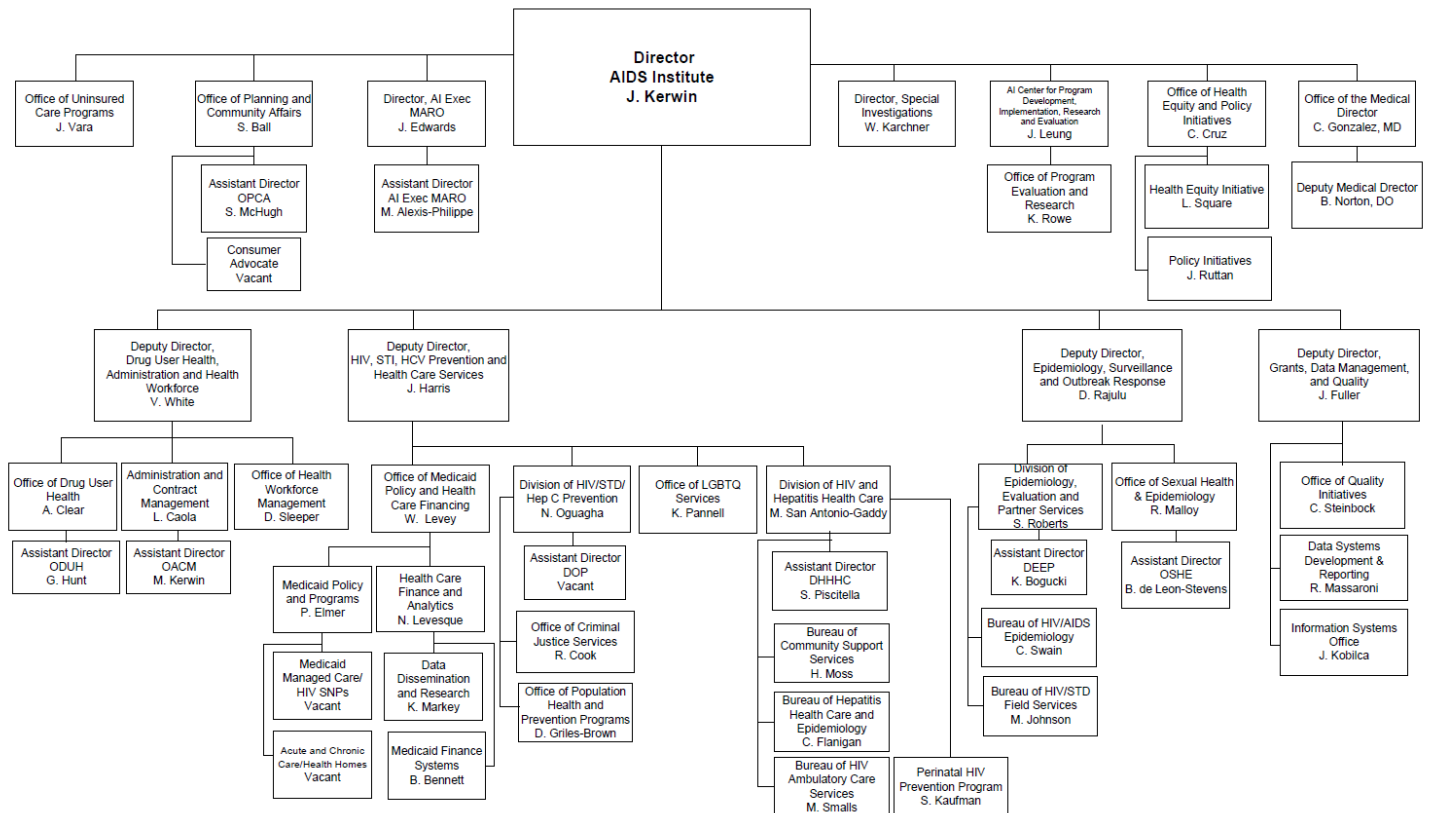 Director
AIDS Institute
J. Kerwin
Office of Uninsured
Care Programs
J. Vara
Office of Planning and
Community Affairs
S. Ball
Director, AI Exec
MARO
J. Edwards
Director, Special
Investigations
W. Karchner
AI Center for Program
Development,
Implementation, Research
and Evaluation
J. Leung
Office of Health
Equity and Policy
Initiatives
C. Cruz
Office of the Medical
Director
C. Gonzalez, MD
Assistant Director
OPCA
S. McHugh
Assistant Director
AI Exec MARO
M. Alexis-Philippe
Office of Program
Evaluation and
Research
K. Rowe
Health Equity Initiative
L. Square
Deputy Medical Drector
B. Norton, DO
Consumer
Advocate
Vacant
Policy Initiatives
J. Ruttan
Deputy Director,
Drug User Health,
Administration and Health
Workforce
V. White
Deputy Director,
HIV, STI, HCV Prevention and
Health Care Services
J. Harris
Deputy Director,
Epidemiology, Surveillance
and Outbreak Response
D. Rajulu
Deputy Director,
Grants, Data Management,
and Quality
J. Fuller
Office of Drug User
Health
A. Clear
Administration and
Contract
Management
L. Caola
Office of Health
Workforce
Management
D. Sleeper
Office of Medicaid
Policy and Health
Care Financing
W. Levey
Division of HIV/STD/
Hep C Prevention
N. Oguagha
Office of LGBTQ
Services
K. Pannell
Division of HIV and
Hepatitis Health Care
M. San Antonio-Gaddy
Division of
Epidemiology,
Evaluation and
Partner Services
S. Roberts
Office of Sexual Health
& Epidemiology
R. Malloy
Office of Quality
Initiatives
C. Steinbock
Assistant Director
ODUH
G. Hunt
Assistant Director
OACM
M. Kerwin
Medicaid Policy
and Programs
P. Elmer
Health Care
Finance and
Analytics
N. Levesque
Assistant Director
DOP
Vacant
Assistant Director
DHHHC
S. Piscitella
Assistant Director
DEEP
K. Bogucki
Assistant Director
OSHE
B. de Leon-Stevens
Data Systems
Development &
Reporting
R. Massaroni
Medicaid
Managed Care/
HIV SNPs
Vacant
Data
Dissemination
and Research
K. Markey
Office of Criminal
Justice Services
R. Cook
Bureau of
Community Support
Services
H. Moss
Bureau of HIV/AIDS
Epidemiology
C. Swain
Information Systems
Office
J. Kobilca
Acute and Chronic
Care/Health Homes
Vacant
Medicaid Finance
Systems
B. Bennett
Office of Population
Health and
Prevention Programs
D. Griles-Brown
Bureau of Hepatitis
Health Care and
Epidemiology
C. Flanigan
Bureau of HIV/STD
Field Services
M. Johnson
Bureau of HIV
Ambulatory Care
Services
M. Smalls
Perinatal HIV
Prevention Program
S. Kaufman